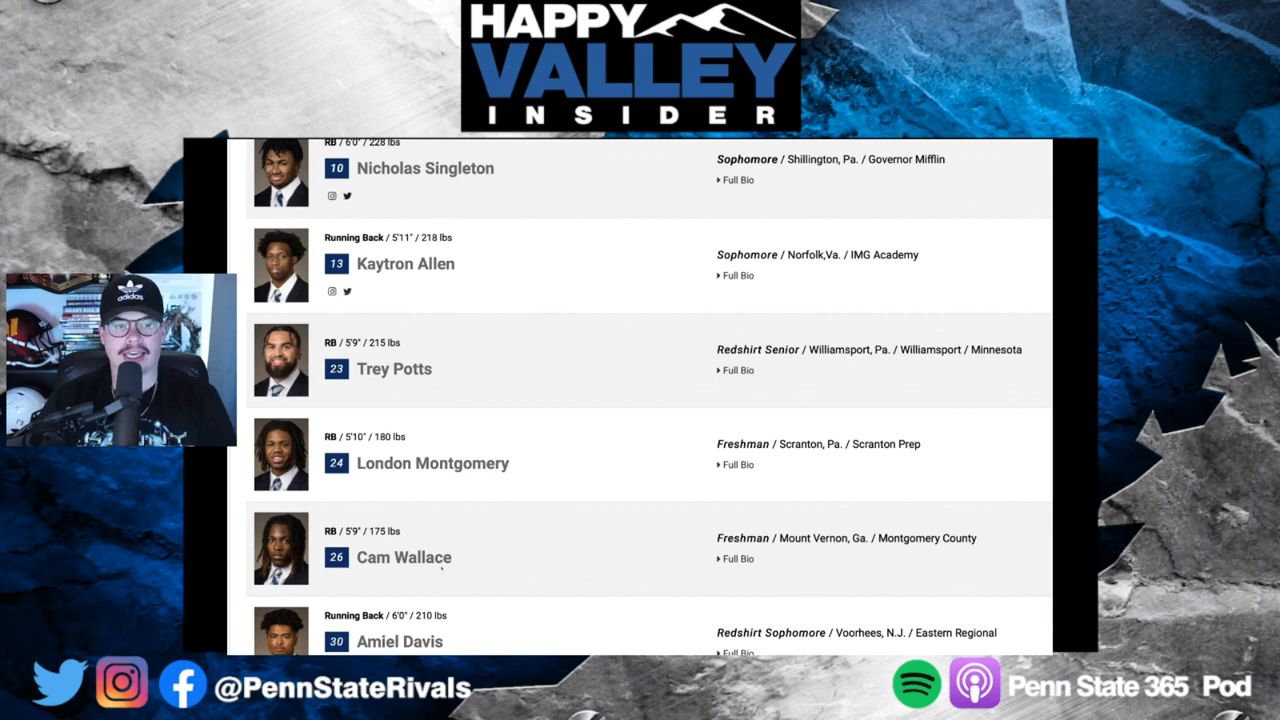 HAPPY
VALLEY
INSIDER
RB / 6'0" / 228 lbs
10 Nicholas Singleton
Sophomore / Shillington, Pa. / Governor Mifflin
Full Bio
Running Back / 5'11" / 218 lbs
13 Kaytron Allen
Sophomore / Norfolk,Va. / IMG Academy
Full Bio
adidas
RB / 5'9" / 215 lbs
23 Trey Potts
Redshirt Senior / Williamsport, Pa. / Williamsport / Minnesota
Full Bio
RB / 5'10" / 180 lbs
24 London Montgomery
Freshman / Scranton, Pa. / Scranton Prep
Full Bio
RB / 5'9" / 175 lbs
26 Cam Wallace
Freshman / Mount Vernon, Ga. / Montgomery County
Full Bio
Running Back / 6'0" / 210 lbs
30 Amiel Davis
Redshirt Sophomore / Voorhees, N.J. / Eastern Regional
Full Bio
@PennStateRivals
Penn State 365 Pod